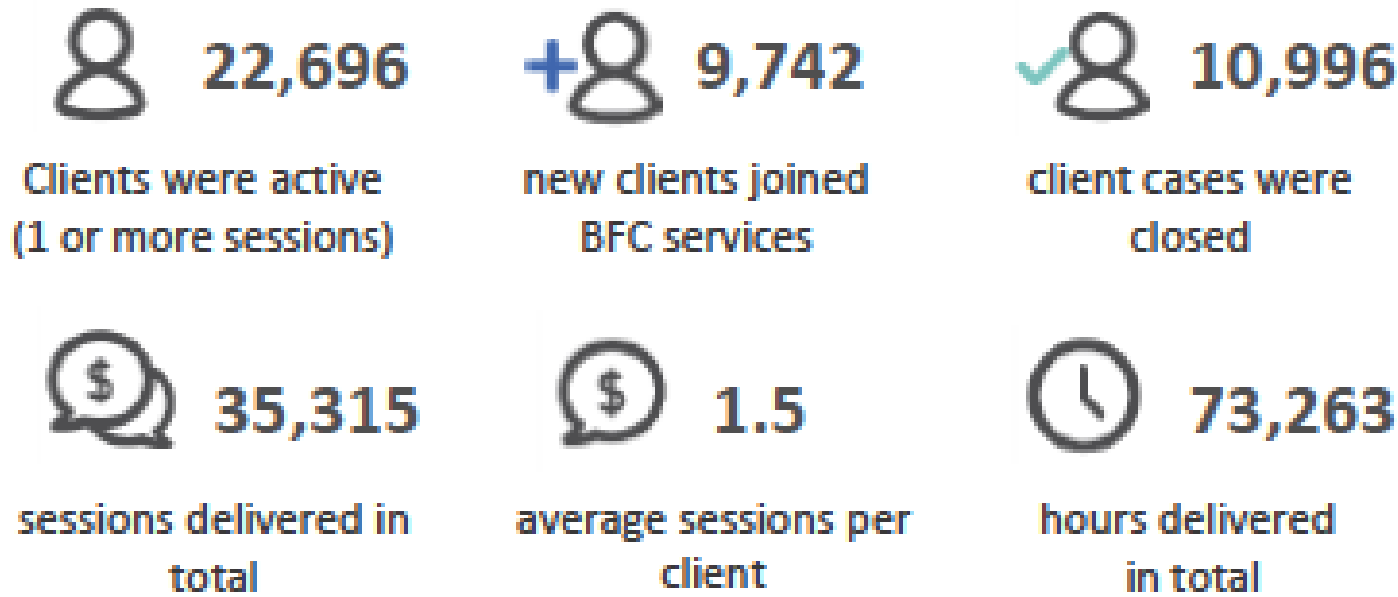 22,696
Clients were active
(1 or more sessions)
9,742
new clients joined
BFC services
10,996
client cases were
closed
$
35,315
sessions delivered in
total
$
1.5
average sessions per
client
73,263
hours delivered
in total